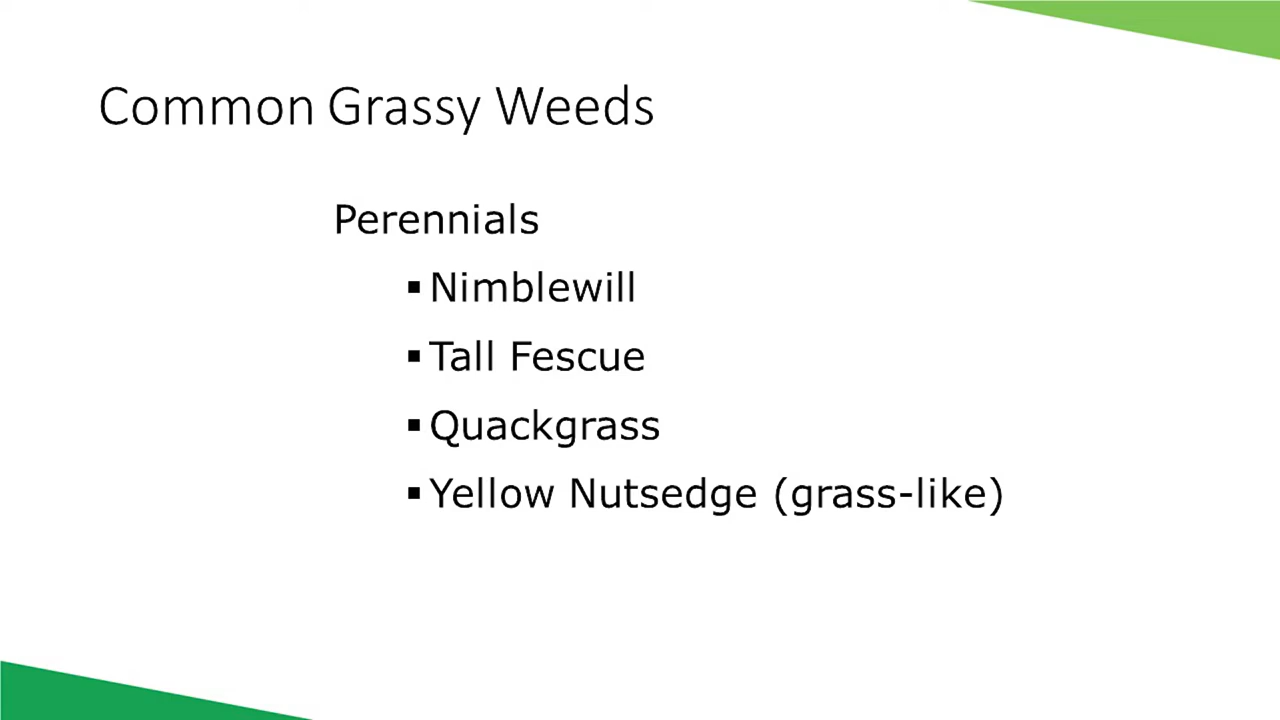 Common Grassy Weeds
Perennials
▪ Nimblewill
▪ Tall Fescue
▪ Quackgrass
▪ Yellow Nutsedge (grass-like)